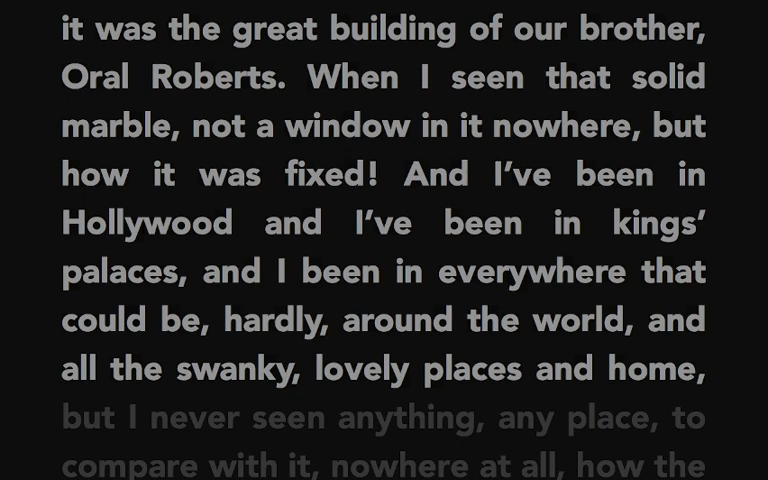 it was the great building of our brother,
Oral Roberts. When I seen that solid
marble, not a window in it nowhere, but
how it was fixed! And I’ve been in
Hollywood and I’ve been in kings’
palaces, and I been in everywhere that
could be, hardly, around the world, and
all the swanky, lovely places and home,
but I never seen anything, any place, to
compare with it, nowhere at all, how the